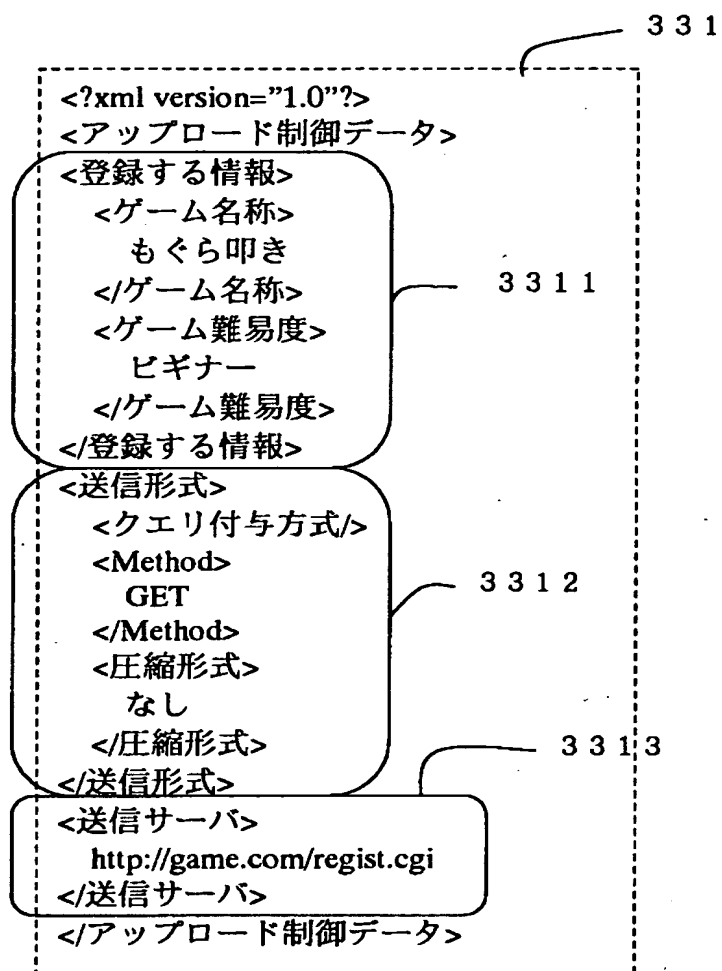 ３３１
<?xml version="1.0"?>
<アップロード制御データ>
<登録する情報>
<ゲーム名称>
もぐら叩き
</ゲーム名称>
３３１１
<ゲーム難易度>
ビギナー
</ゲーム難易度>
</登録する情報>
<送信形式>
<クエリ付与方式/>
<Method>
３３１２
GET
</Method>
<圧縮形式>
なし
</圧縮形式>
３３１３
</送信形式>
<送信サーバ>
http://game.com/regist.cgi
</送信サーバ>
</アップロード制御データ>